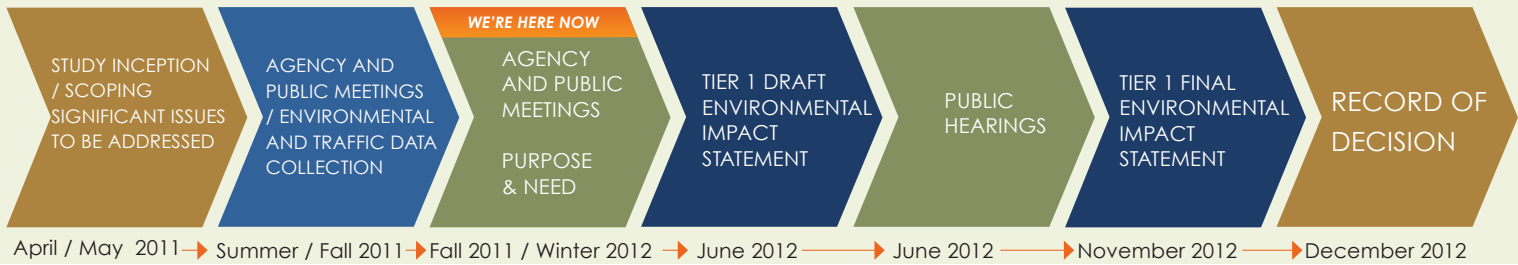 WE'RE HERE NOW
STUDY INCEPTION
/ SCOPING
SIGNIFICANT ISSUES
TO BE ADDRESSED
AGENCY AND
PUBLIC MEETINGS
/ ENVIRONMENTAL
AND TRAFFIC DATA
COLLECTION
AGENCY
AND PUBLIC
MEETINGS
PURPOSE
& NEED
TIER 1 DRAFT
ENVIRONMENTAL
IMPACT
STATEMENT
PUBLIC
HEARINGS
TIER 1 FINAL
ENVIRONMENTAL
IMPACT
STATEMENT
RECORD OF
DECISION
April / May 2011
Summer / Fall 2011
Fall 2011 / Winter 2012
June 2012
June 2012
November 2012
December 2012